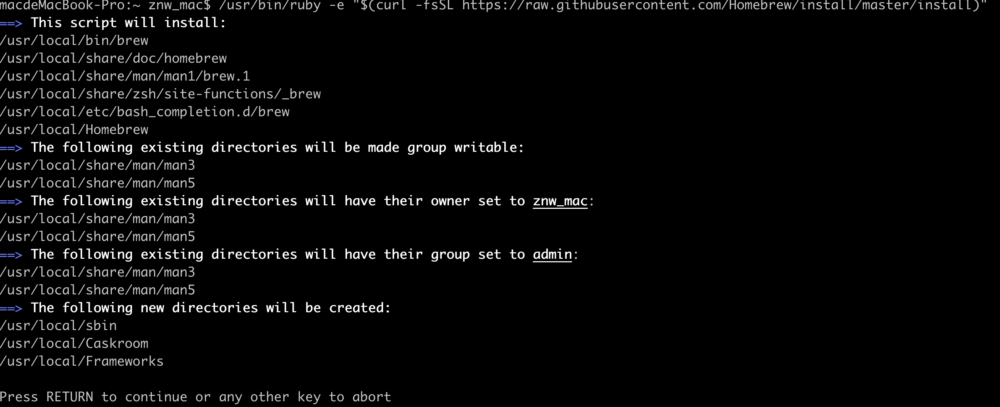 macdeMacBook-Pro:~ znw_mac$ /usr/bin/ruby -e "$(curl -fsSL https://raw.githubusercontent.com/Homebrew/install/master/install)"
==> This script will install:
/usr/local/bin/brew
/usr/local/share/doc/homebrew
/usr/local/share/man/man1/brew.1
/usr/local/share/zsh/site-functions/_brew
/usr/local/etc/bash_completion.d/brew
/usr/local/Homebrew
==> The following existing directories will be made group writable:
/usr/local/share/man/man3
/usr/local/share/man/man5
==> The following existing directories will have their owner set to znw_mac:
/usr/local/share/man/man3
/usr/local/share/man/man5
==> The following existing directories will have their group set to admin:
/usr/local/share/man/man3
/usr/local/share/man/man5
==> The following new directories will be created:
/usr/local/sbin
/usr/local/Caskroom
/usr/local/Frameworks
Press RETURN to continue or any other key to abort